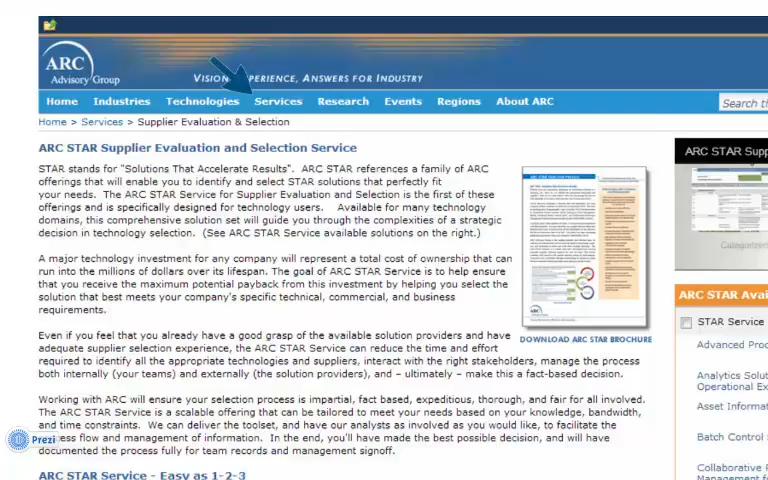 ARC
Advisory Group
VISION, EXPERIENCE, ANSWERS FOR INDUSTRY
Home Industries Technologies Services Research Events Regions About ARC
Search th
Home > Services > Supplier Evaluation & Selection
ARC STAR Supplier Evaluation and Selection Service
STAR stands for "Solutions That Accelerate Results". ARC STAR references a family of ARC
offerings that will enable you to identify and select STAR solutions that perfectly fit
your needs. The ARC STAR Service for Supplier Evaluation and Selection is the first of these
offerings and is specifically designed for technology users. Available for many technology
domains, this comprehensive solution set will guide you through the complexities of a strategic
decision in technology selection. (See ARC STAR Service available solutions on the right.)
A major technology investment for any company will represent a total cost of ownership that can
run into the millions of dollars over its lifespan. The goal of ARC STAR Service is to help ensure
that you receive the maximum potential payback from this investment by helping you select the
solution that best meets your company's specific technical, commercial, and business
requirements.
Even if you feel that you already have a good grasp of the available solution providers and have
adequate supplier selection experience, the ARC STAR Service can reduce the time and effort
required to identify all the appropriate technologies and suppliers, interact with the right stakeholders, manage the process
both internally (your teams) and externally (the solution providers), and – ultimately – make this a fact-based decision.
Working with ARC will ensure your selection process is impartial, fact based, expeditious, thorough, and fair for all involved.
The ARC STAR Service is a scalable offering that can be tailored to meet your needs based on your knowledge, bandwidth,
and time constraints. We can deliver the toolset, and have our analysts as involved as you would like, to facilitate the
ess flow and management of information. In the end, you'll have made the best possible decision, and will have
documented the process fully for team records and management signoff.
ARC STAR Service - Easy as 1-2-3
DOWNLOAD ARC STAR BROCHURE
Prezi
ARC STAR Supp
Categorized
ARC STAR Avai
STAR Service
Advanced Proc
Analytics Solut
Operational Ex
Asset Informat
Batch Control
Collaborative P
Management fo